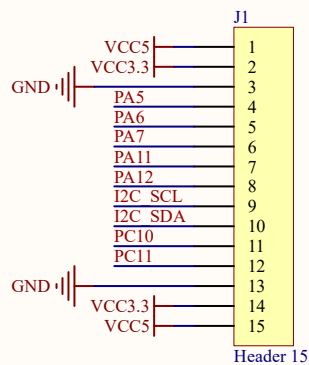 J1
VCC5 1
VCC3.3 2
GND 3
PA5 4
PA6 5
PA7 6
PA11 7
PA12 8
I2C_SCL 9
I2C_SDA 10
PC10 11
PC11 12
GND 13
VCC3.3 14
VCC5 15
Header 15